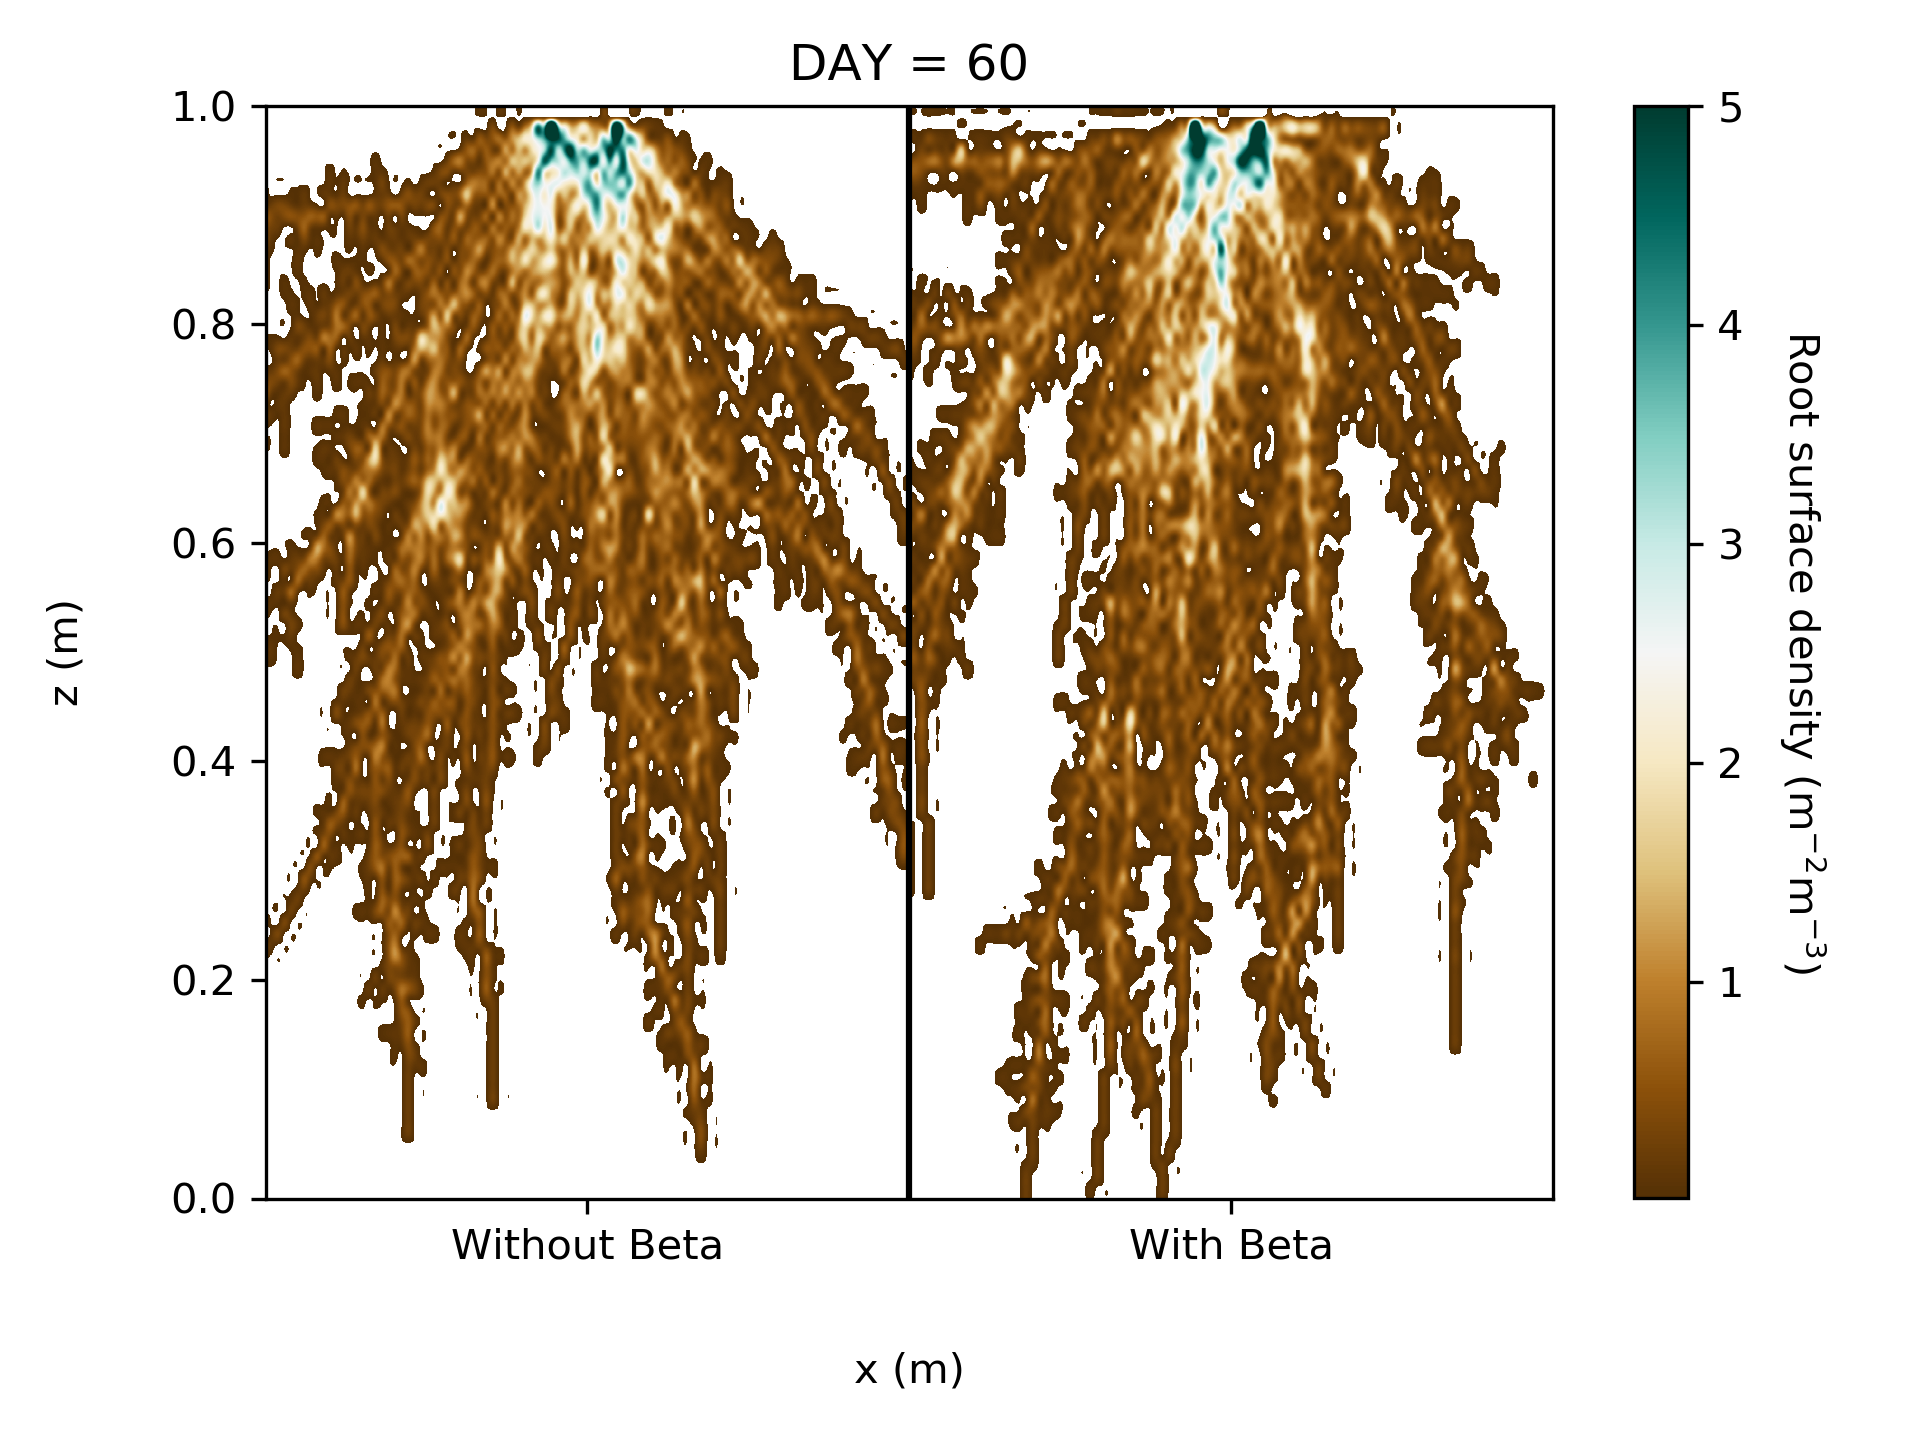 DAY = 60
1.0
0.8
0.6
0.4
0.2
0.0
z (m)
Without Beta
With Beta
x (m)
5
4
3
2
1
Root surface density (m⁻²m⁻³)